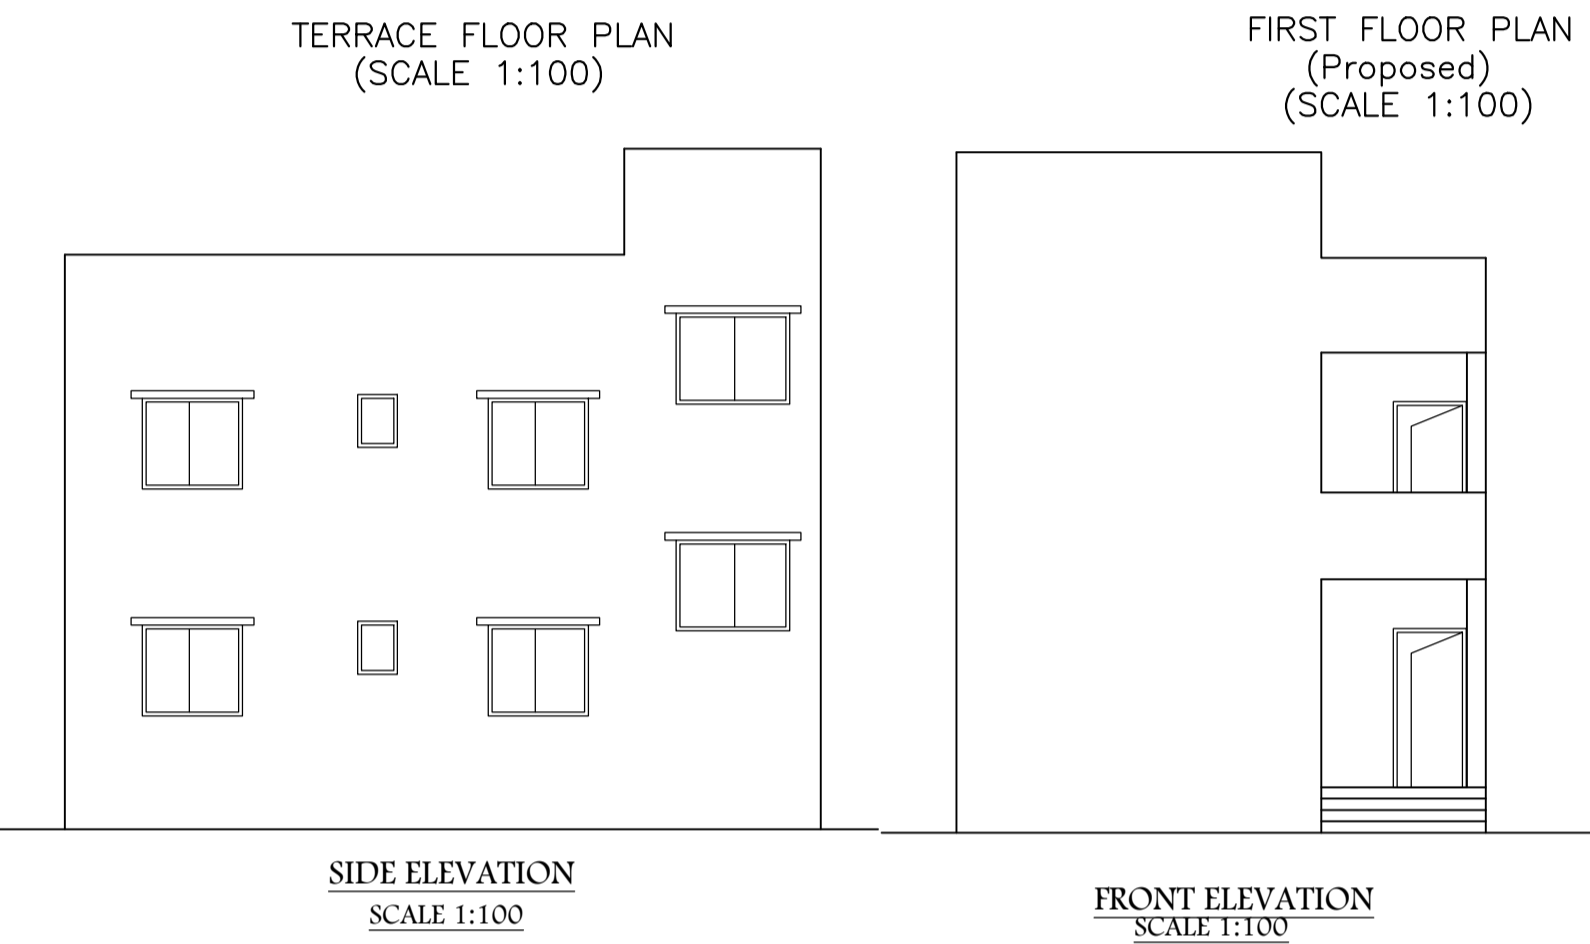 TERRACE FLOOR PLAN
(SCALE 1:100)
FIRST FLOOR PLAN
(Proposed)
(SCALE 1:100)
SIDE ELEVATION
SCALE 1:100
FRONT ELEVATION
SCALE 1:100